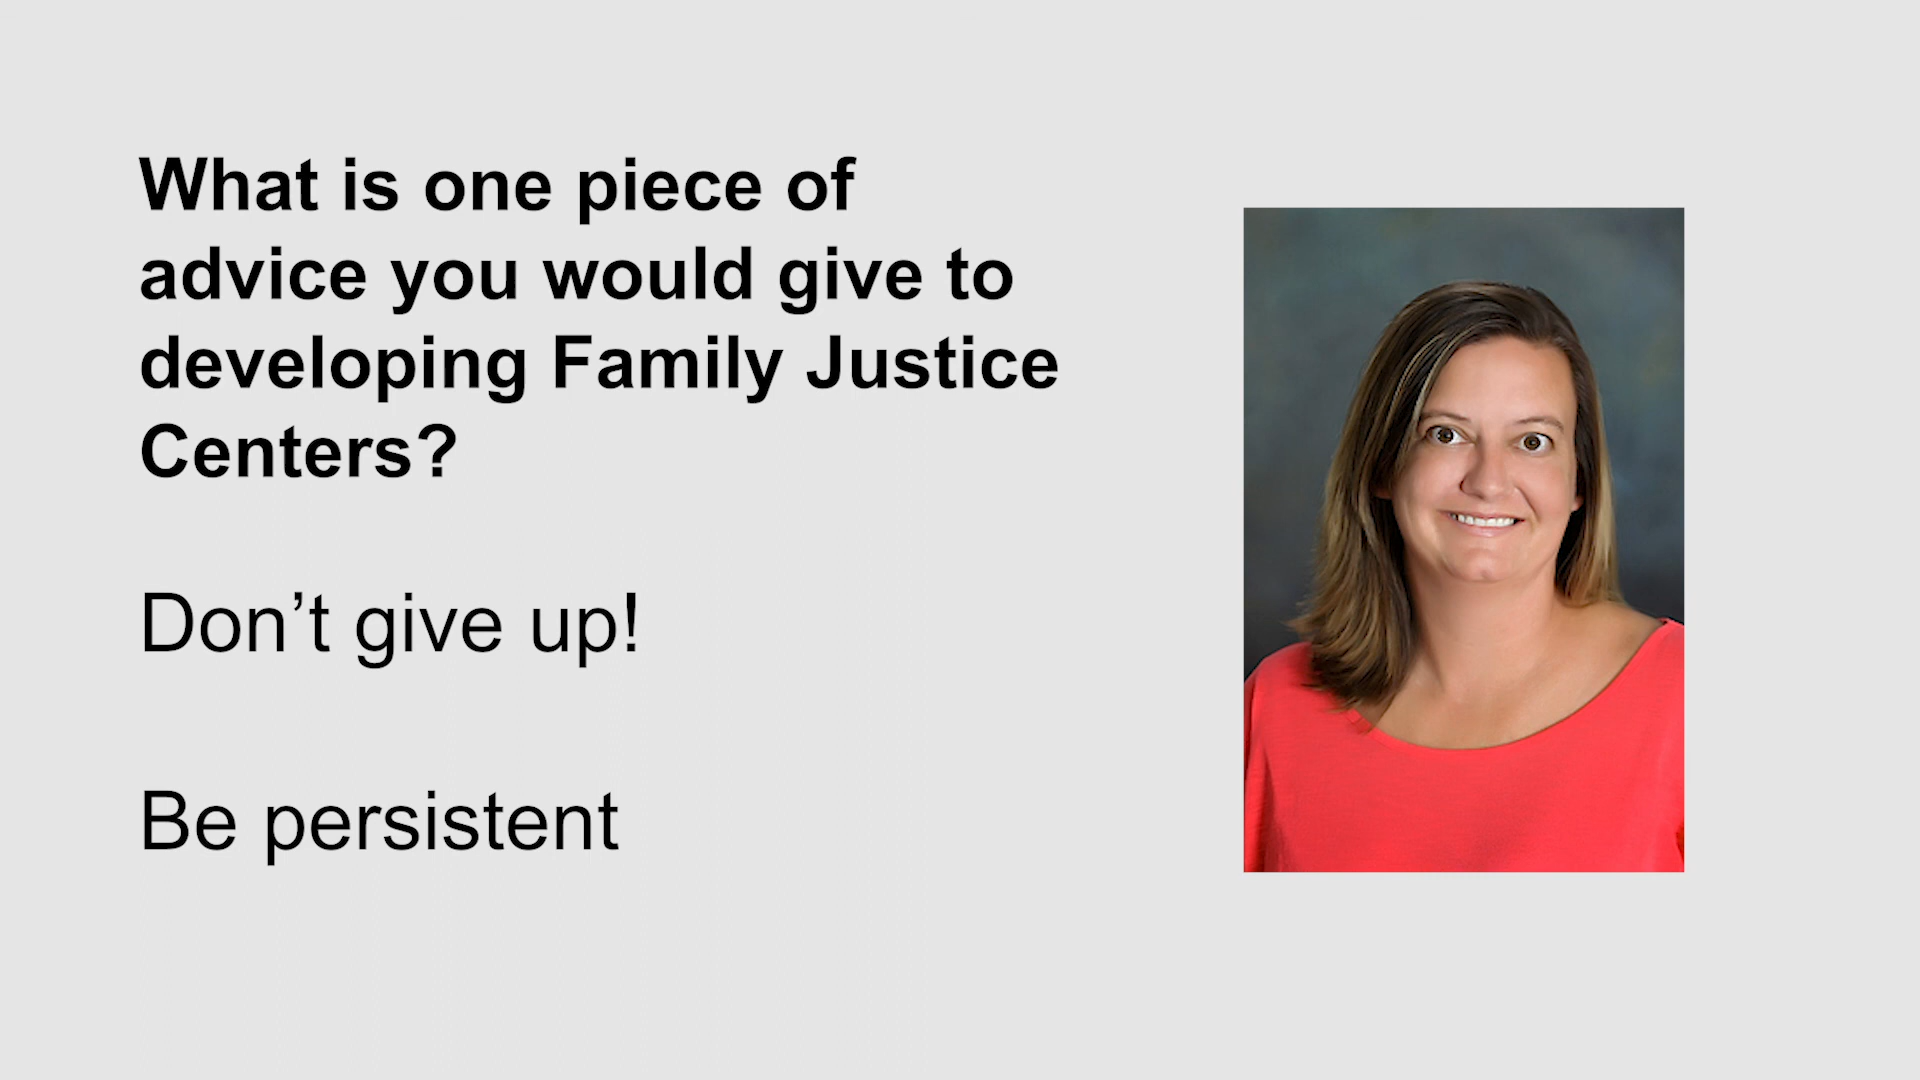 What is one piece of
advice you would give to
developing Family Justice
Centers?
Don’t give up!
Be persistent